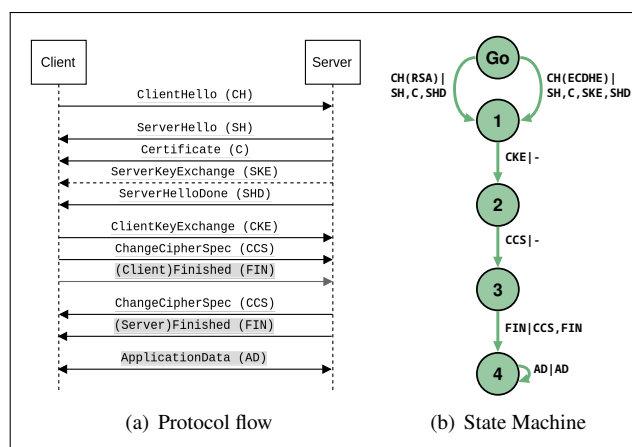 Client
Server
ClientHello (CH)
ServerHello (SH)
Certificate (C)
ServerKeyExchange (SKE)
ServerHelloDone (SHD)
ClientKeyExchange (CKE)
ChangeCipherSpec (CCS)
(Client)Finished (FIN)
ChangeCipherSpec (CCS)
(Server)Finished (FIN)
ApplicationData (AD)
(a) Protocol flow
Go
CH(RSA)|
SH,C,SHD
CH(ECDHE)|
SH,C,SKE,SHD
1
CKE|-
2
CCS|-
3
FIN|CCS,FIN
4
AD|AD
(b) State Machine